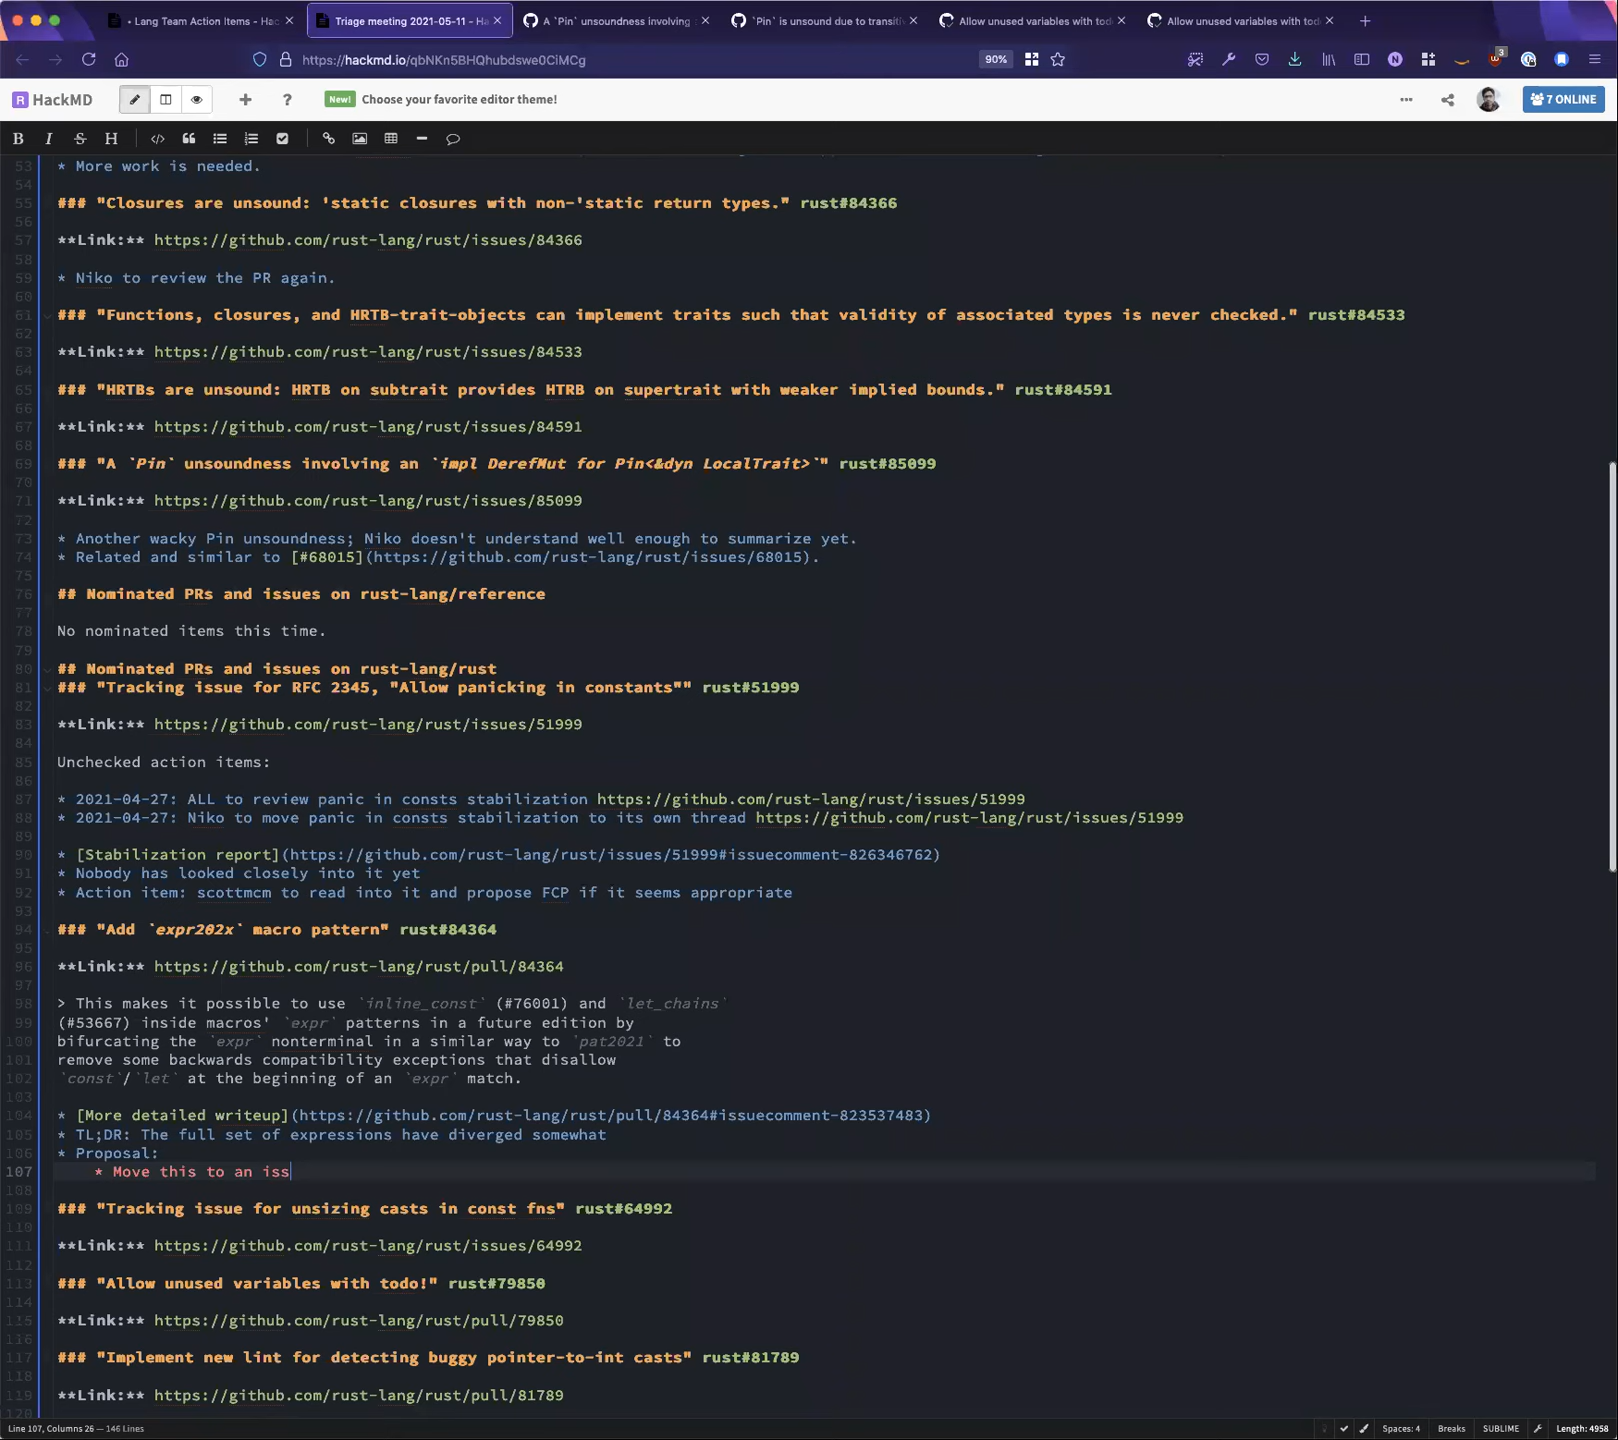 • Lang Team Action Items - Hac
Triage meeting 2021-05-11 - Ha
A `Pin` unsoundness involving
`Pin` is unsound due to transiti
Allow unused variables with tod
Allow unused variables with tod
https://hackmd.io/qbNKn5BHQhubdswe0CiMCg
90%
3
HackMD
New! Choose your favorite editor theme!
7 ONLINE
53 * More work is needed.
54
55 ### "Closures are unsound: 'static closures with non-'static return types." rust#84366
56
57 **Link:** https://github.com/rust-lang/rust/issues/84366
58
59 * Niko to review the PR again.
60
61 ### "Functions, closures, and HRTB-trait-objects can implement traits such that validity of associated types is never checked." rust#84533
62
63 **Link:** https://github.com/rust-lang/rust/issues/84533
64
65 ### "HRTBs are unsound: HRTB on subtrait provides HTRB on supertrait with weaker implied bounds." rust#84591
66
67 **Link:** https://github.com/rust-lang/rust/issues/84591
68
69 ### "A `Pin` unsoundness involving an `impl DerefMut for Pin<&dyn LocalTrait>`" rust#85099
70
71 **Link:** https://github.com/rust-lang/rust/issues/85099
72
73 * Another wacky Pin unsoundness; Niko doesn't understand well enough to summarize yet.
74 * Related and similar to [#68015](https://github.com/rust-lang/rust/issues/68015).
75
76 ## Nominated PRs and issues on rust-lang/reference
77
78 No nominated items this time.
79
80 ## Nominated PRs and issues on rust-lang/rust
81 ### "Tracking issue for RFC 2345, "Allow panicking in constants"" rust#51999
82
83 **Link:** https://github.com/rust-lang/rust/issues/51999
84
85 Unchecked action items:
86
87 * 2021-04-27: ALL to review panic in consts stabilization https://github.com/rust-lang/rust/issues/51999
88 * 2021-04-27: Niko to move panic in consts stabilization to its own thread https://github.com/rust-lang/rust/issues/51999
89
90 * [Stabilization report](https://github.com/rust-lang/rust/issues/51999#issuecomment-826346762)
91 * Nobody has looked closely into it yet
92 * Action item: scottmcm to read into it and propose FCP if it seems appropriate
93
94 ### "Add `expr202x` macro pattern" rust#84364
95
96 **Link:** https://github.com/rust-lang/rust/pull/84364
97
98 > This makes it possible to use `inline_const` (#76001) and `let_chains`
99 (#53667) inside macros' `expr` patterns in a future edition by
100 bifurcating the `expr` nonterminal in a similar way to `pat2021` to
101 remove some backwards compatibility exceptions that disallow
102 `const`/`let` at the beginning of an `expr` match.
103
104 * [More detailed writeup](https://github.com/rust-lang/rust/pull/84364#issuecomment-823537483)
105 * TL;DR: The full set of expressions have diverged somewhat
106 * Proposal:
107 * Move this to an iss
108
109 ### "Tracking issue for unsizing casts in const fns" rust#64992
110
111 **Link:** https://github.com/rust-lang/rust/issues/64992
112
113 ### "Allow unused variables with todo!" rust#79850
114
115 **Link:** https://github.com/rust-lang/rust/pull/79850
116
117 ### "Implement new lint for detecting buggy pointer-to-int casts" rust#81789
118
119 **Link:** https://github.com/rust-lang/rust/pull/81789
120
Line 107, Columns 26 — 146 Lines
Spaces: 4 Breaks SUBLIME Length: 4958